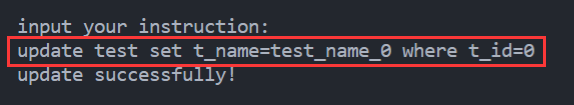 input your instruction:
update test set t_name=test_name_0 where t_id=0
update successfully!